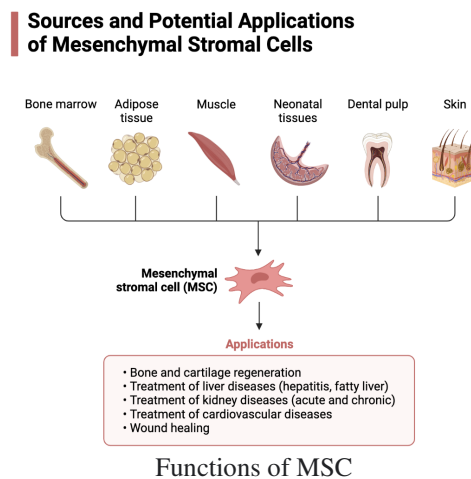 Sources and Potential Applications
of Mesenchymal Stromal Cells
Bone marrow
Adipose
tissue
Muscle
Neonatal
tissues
Dental pulp
Skin
Mesenchymal
stromal cell (MSC)
Applications
• Bone and cartilage regeneration
• Treatment of liver diseases (hepatitis, fatty liver)
• Treatment of kidney diseases (acute and chronic)
• Treatment of cardiovascular diseases
• Wound healing
Functions of MSC